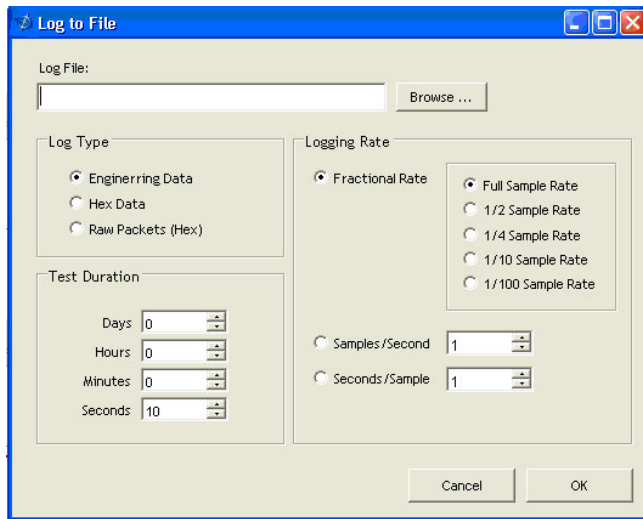 Log to File
Log File:
Browse ...
Log Type
Enginerring Data
Hex Data
Raw Packets (Hex)
Test Duration
Days 0
Hours 0
Minutes 0
Seconds 10
Logging Rate
Fractional Rate
Full Sample Rate
1/2 Sample Rate
1/4 Sample Rate
1/10 Sample Rate
1/100 Sample Rate
Samples/Second 1
Seconds/Sample 1
Cancel
OK